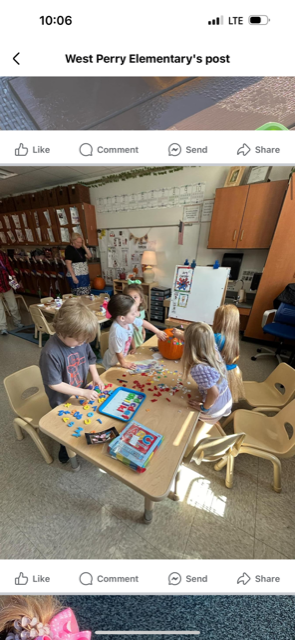 10:06
LTE
West Perry Elementary's post
Like Comment Send Share
Like Comment Send Share